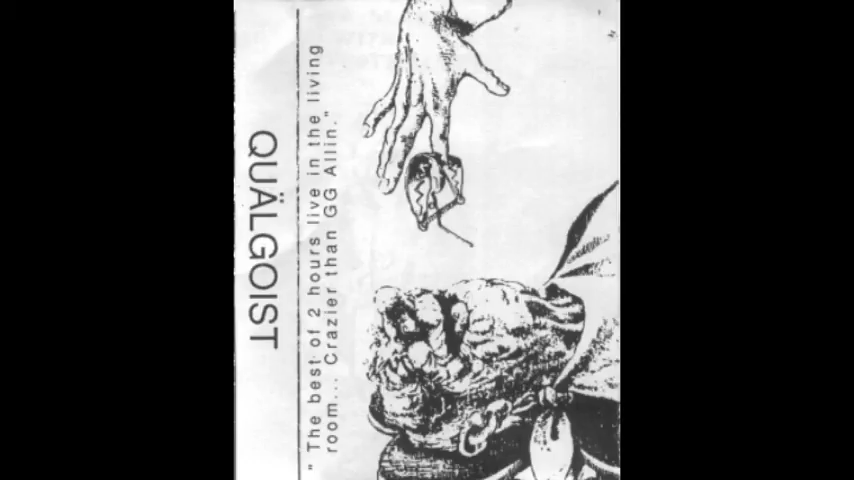 QUÄLGOIST
" The best of 2 hours live in the living
room... Crazier than GG Allin."